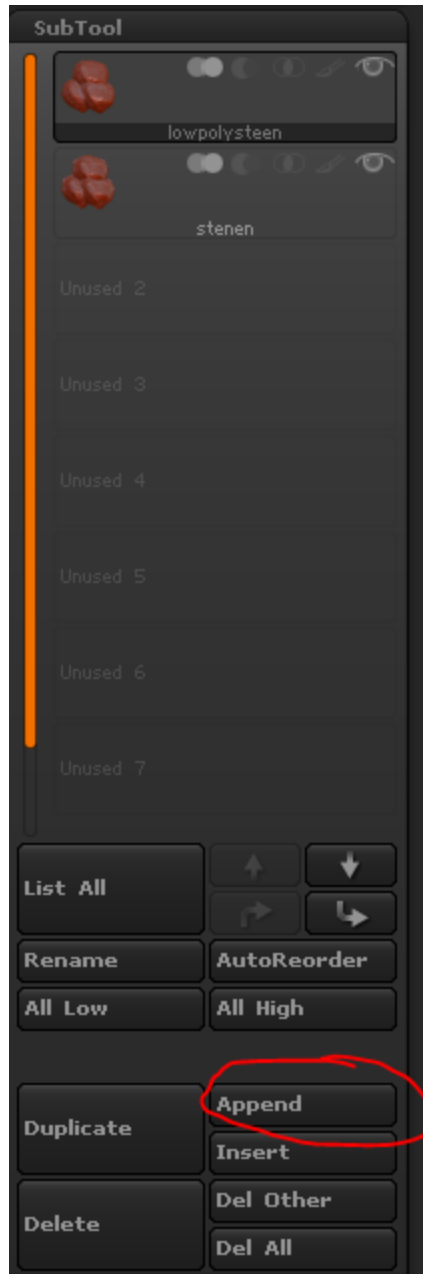 SubTool
lowpolysteen
stenen
Unused 2
Unused 3
Unused 4
Unused 5
Unused 6
Unused 7
List All
Rename
AutoReorder
All Low
All High
Duplicate
Append
Insert
Delete
Del Other
Del All